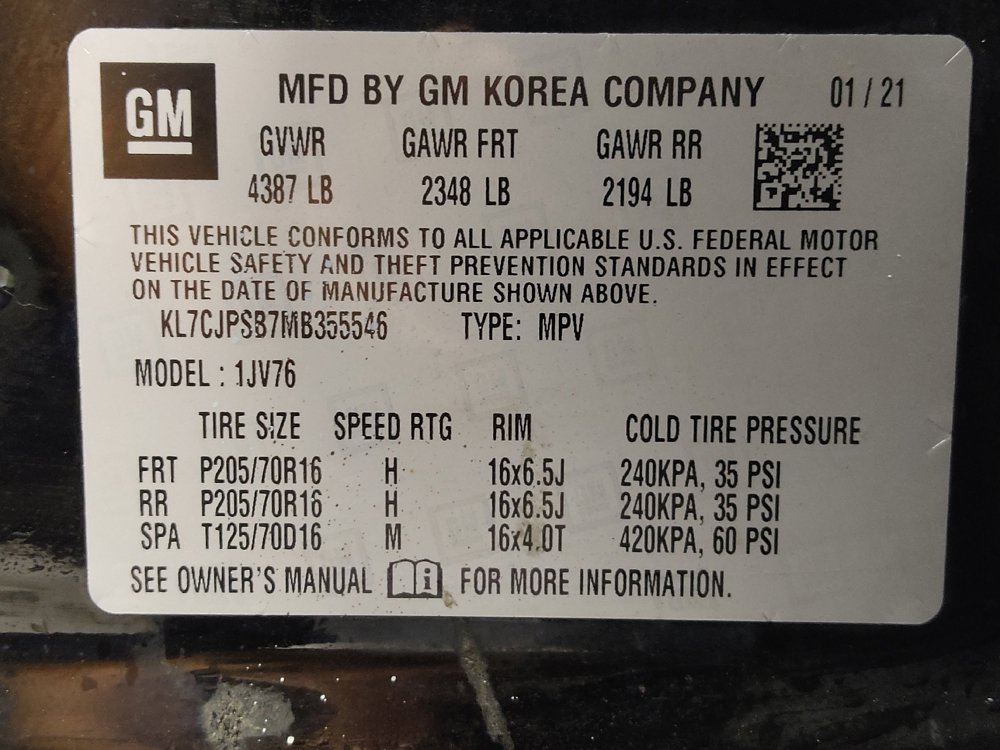 GM MFD BY GM KOREA COMPANY 01/21
GVWR GAWR FRT GAWR RR
4387 LB 2348 LB 2194 LB
THIS VEHICLE CONFORMS TO ALL APPLICABLE U.S. FEDERAL MOTOR
VEHICLE SAFETY AND THEFT PREVENTION STANDARDS IN EFFECT
ON THE DATE OF MANUFACTURE SHOWN ABOVE.
KL7CJPSB7MB355546 TYPE: MPV
MODEL : 1JV76
TIRE SIZE SPEED RTG RIM COLD TIRE PRESSURE
FRT P205/70R16 H 16x6.5J 240KPA, 35 PSI
RR P205/70R16 H 16x6.5J 240KPA, 35 PSI
SPA T125/70D16 M 16x4.0T 420KPA, 60 PSI
SEE OWNER'S MANUAL i FOR MORE INFORMATION.